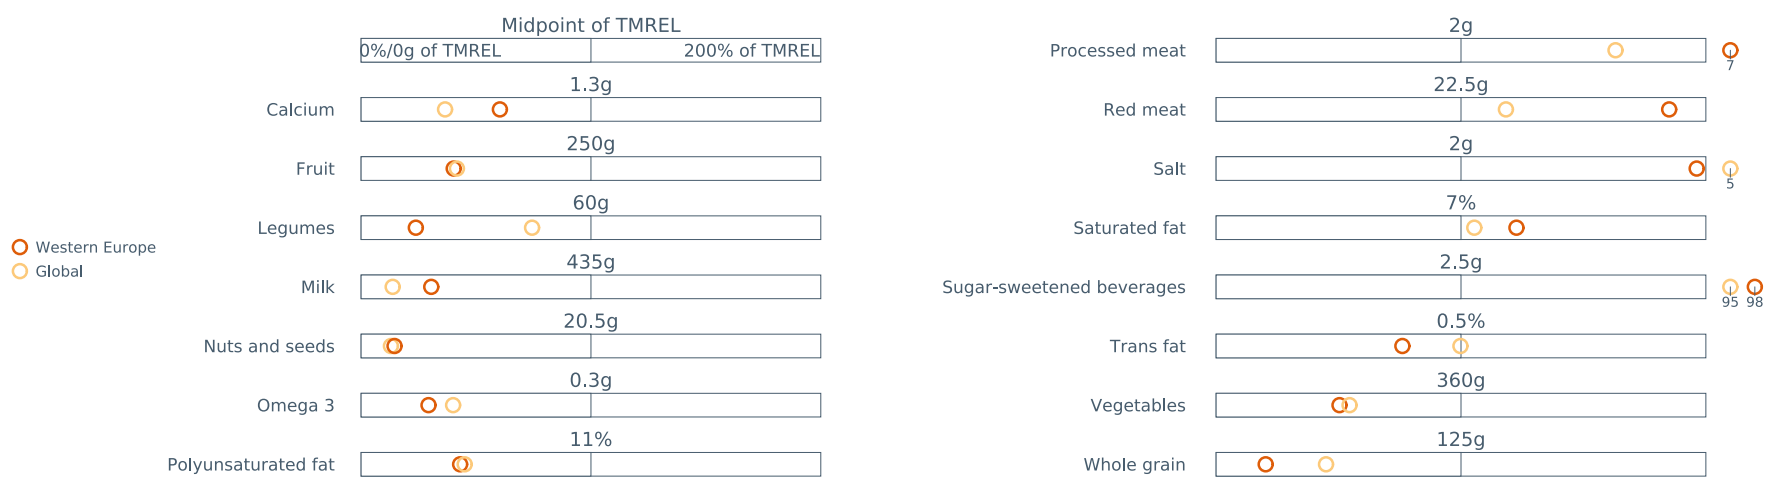 Midpoint of TMREL
0%/0g of TMREL 200% of TMREL
1.3g
Calcium
250g
Fruit
60g
Legumes
435g
Milk
20.5g
Nuts and seeds
0.3g
Omega 3
11%
Polyunsaturated fat
Western Europe
Global
2g
Processed meat
7
22.5g
Red meat
2g
Salt
5
7%
Saturated fat
2.5g
Sugar-sweetened beverages
95 98
0.5%
Trans fat
360g
Vegetables
125g
Whole grain